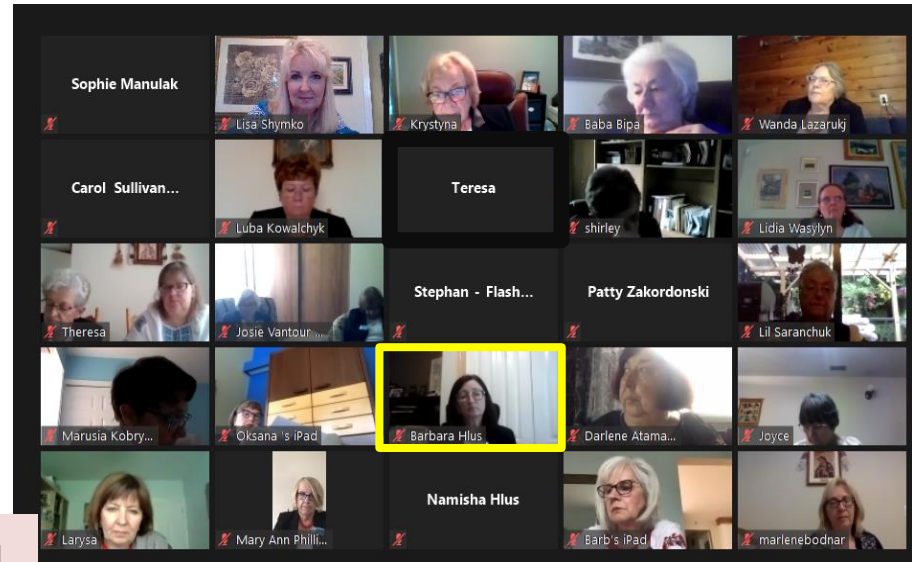 Sophie Manulak
Lisa Shymko
Krystyna
Baba Bipa
Wanda Lazarukj
Carol Sullivan...
Luba Kowalchyk
Teresa
shirley
Lidia Wasylyn
Theresa
Josie Vantour ...
Stephan - Flash...
Patty Zakordonski
Lil Saranchuk
Marusia Kobry...
Oksana 's iPad
Barbara Hlus
Darlene Atama...
Joyce
Larysa
Mary Ann Philli...
Namisha Hlus
Barb's iPad
marlenebodnar